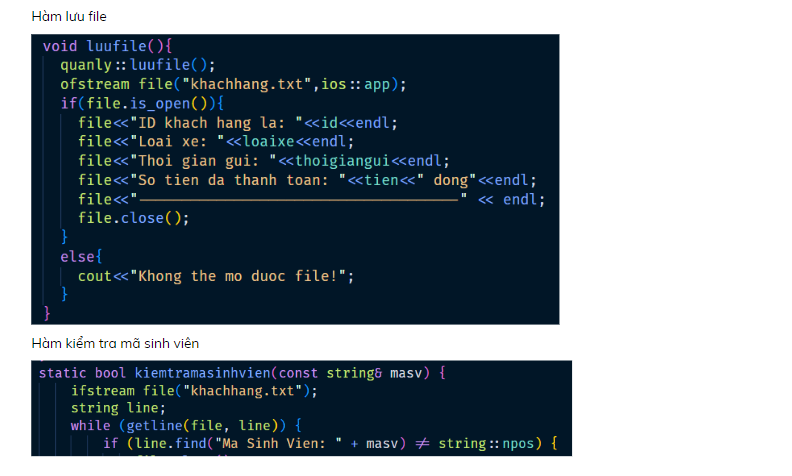 Hàm lưu file
void luufile(){
quanly::luufile();
ofstream file("khachhang.txt",ios::app);
if(file.is_open()){
file<<"ID khach hang la: "<<id<<endl;
file<<"Loai xe: "<<loaixe<<endl;
file<<"Thoi gian gui: "<<thoigiangui<<endl;
file<<"So tien da thanh toan: "<<tien<<" dong"<<endl;
file<<"-----------------------------------" << endl;
file.close();
}
else{
cout<<"Khong the mo duoc file!";
}
}
Hàm kiểm tra mã sinh viên
static bool kiemtramasinhvien(const string& masv) {
ifstream file("khachhang.txt");
string line;
while (getline(file, line)) {
if (line.find("Ma Sinh Vien: " + masv) != string::npos) {